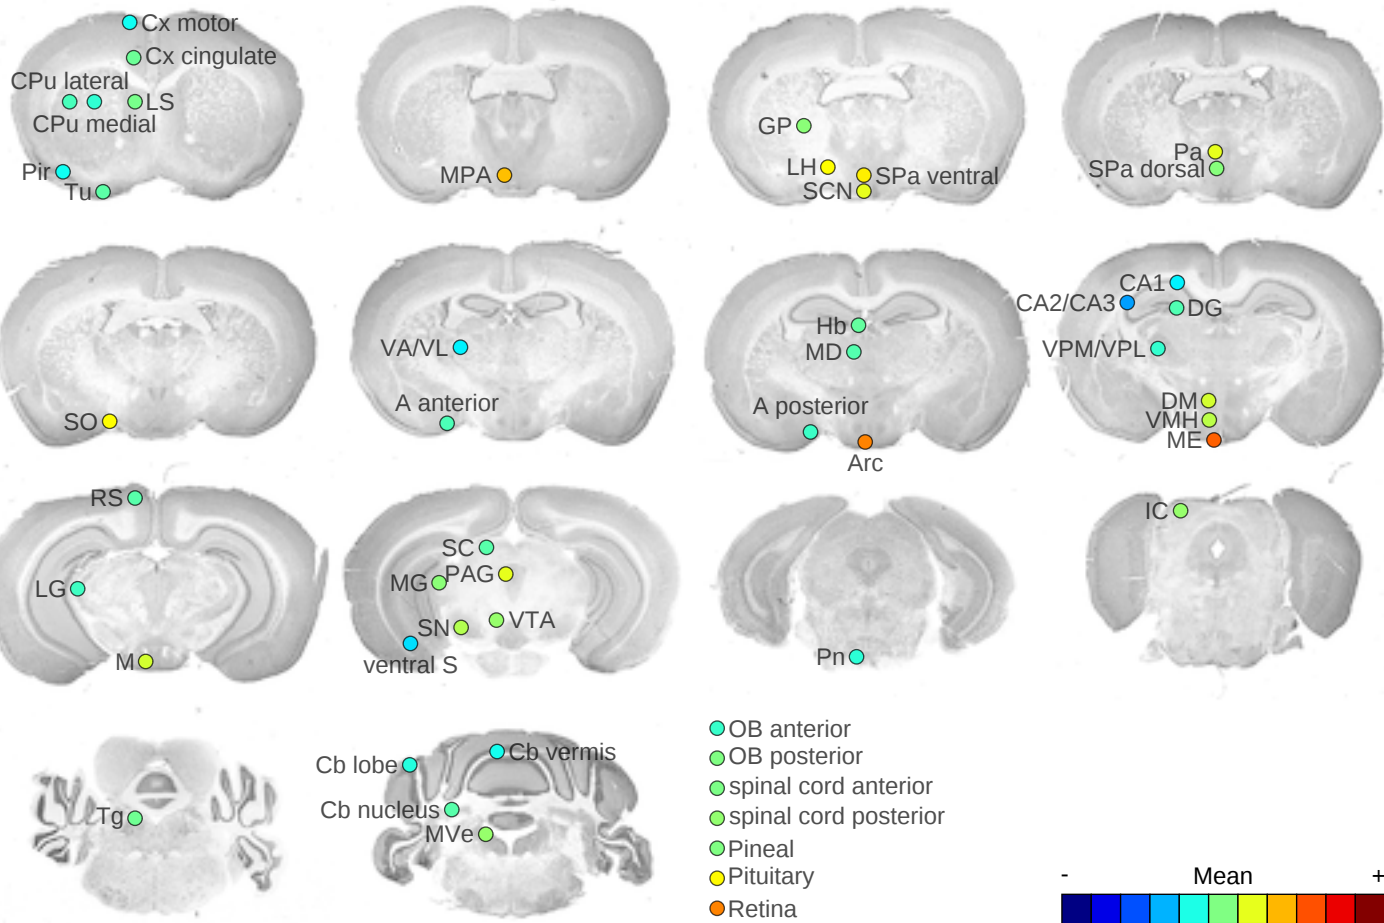 Cx motor
Cx cingulate
CPu lateral
LS
CPu medial
Pir
Tu
MPA
GP
LH
SPa ventral
SCN
Pa
SPa dorsal
SO
VA/VL
A anterior
Hb
MD
A posterior
Arc
CA1
CA2/CA3
DG
VPM/VPL
DM
VMH
ME
RS
LG
M
SC
MG
PAG
SN
VTA
ventral S
Pn
IC
Tg
Cb lobe
Cb vermis
Cb nucleus
MVe
OB anterior
OB posterior
spinal cord anterior
spinal cord posterior
Pineal
Pituitary
Retina
- Mean +